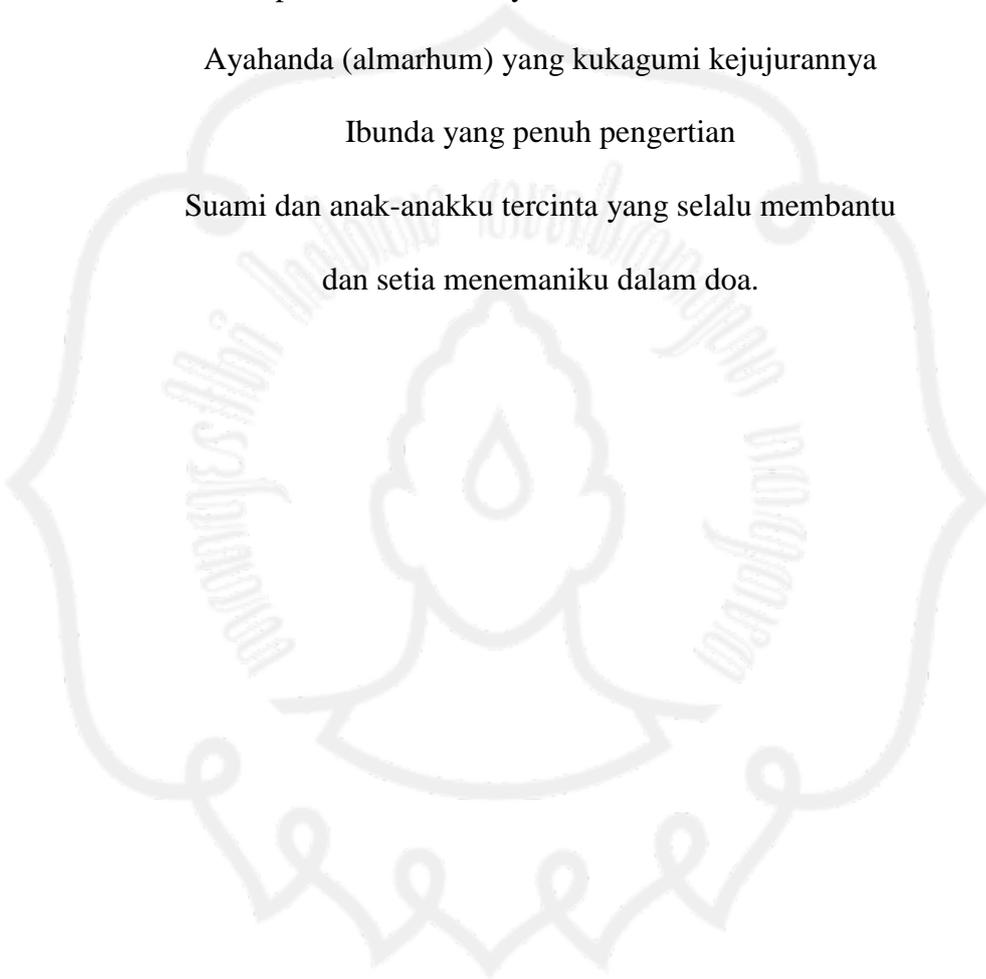 Ayahanda (almarhum) yang kukagumi kejujurannya
Ibunda yang penuh pengertian
Suami dan anak-anakku tercinta yang selalu membantu
dan setia menemaniku dalam doa.